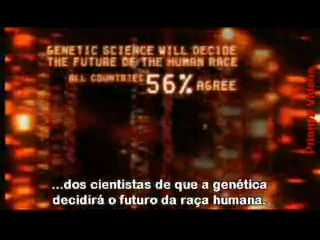 GENETIC SCIENCE WILL DECIDE
THE FUTURE OF THE HUMAN RACE
ALL COUNTRIES 56% AGREE
...dos cientistas de que a genética
decidirá o futuro da raça humana.